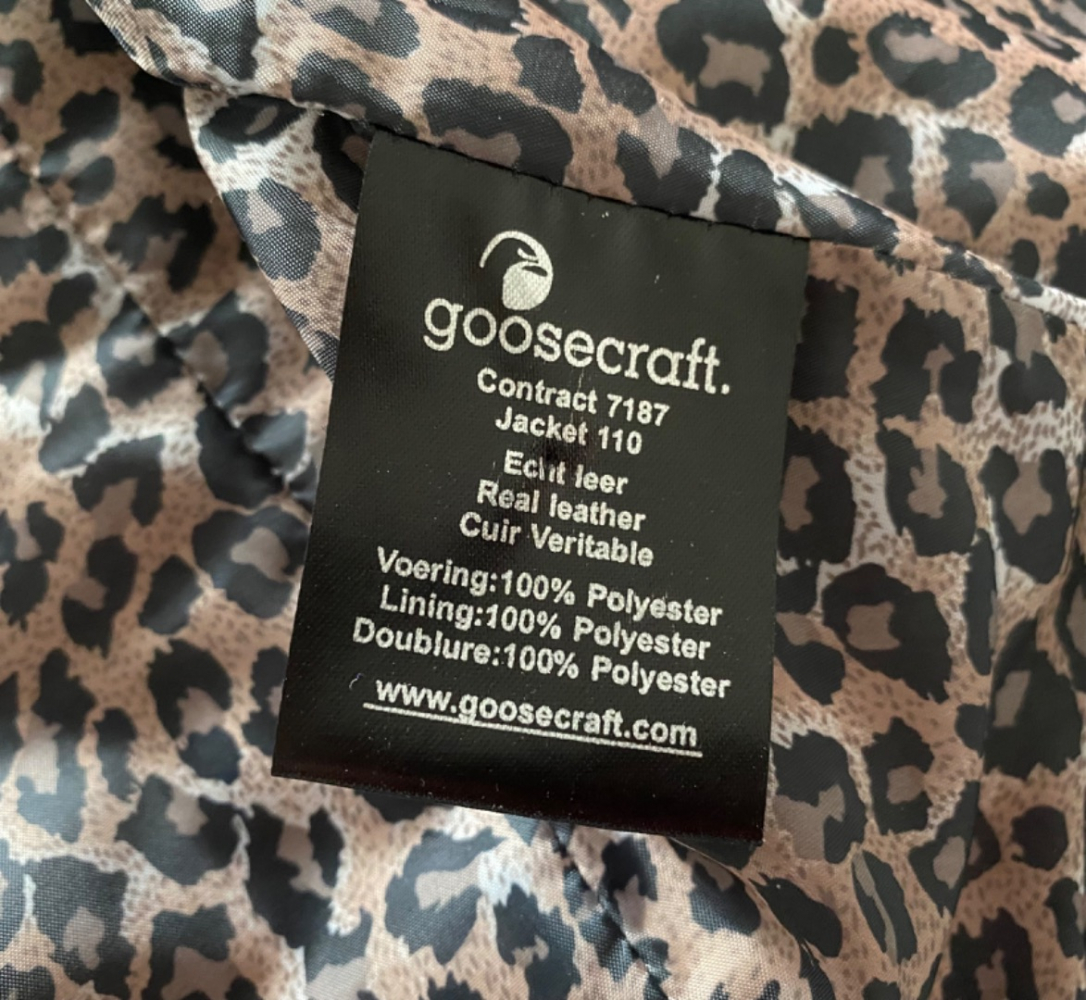 goosecraft.
Contract 7187
Jacket 110
Echt leer
Real leather
Cuir Veritable
Voering:100% Polyester
Lining:100% Polyester
Doublure:100% Polyester
www.goosecraft.com